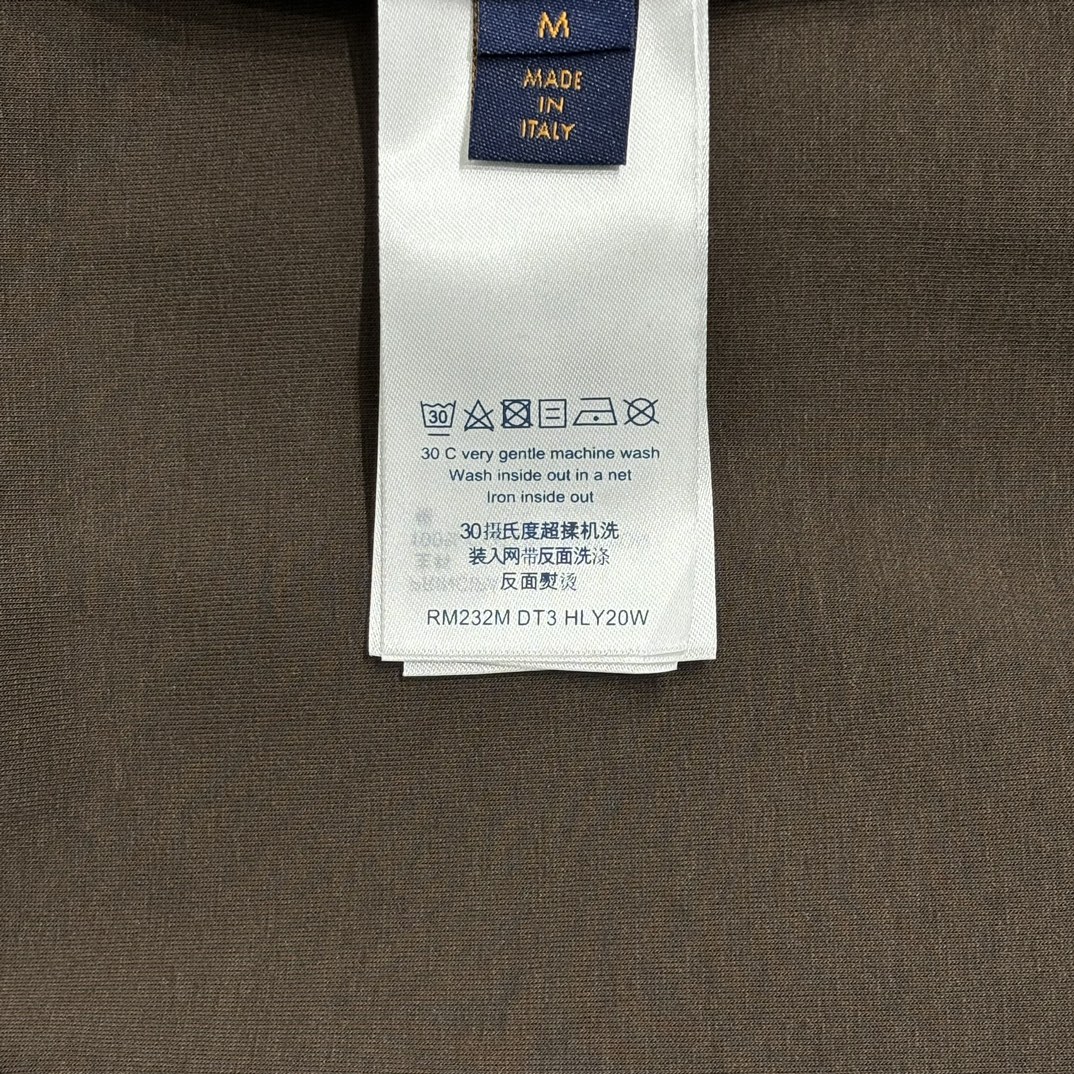 M
MADE
IN
ITALY
30
30 C very gentle machine wash
Wash inside out in a net
Iron inside out
30摄氏度超揉机洗
装入网带反面洗涤
反面熨烫
RM232M DT3 HLY20W